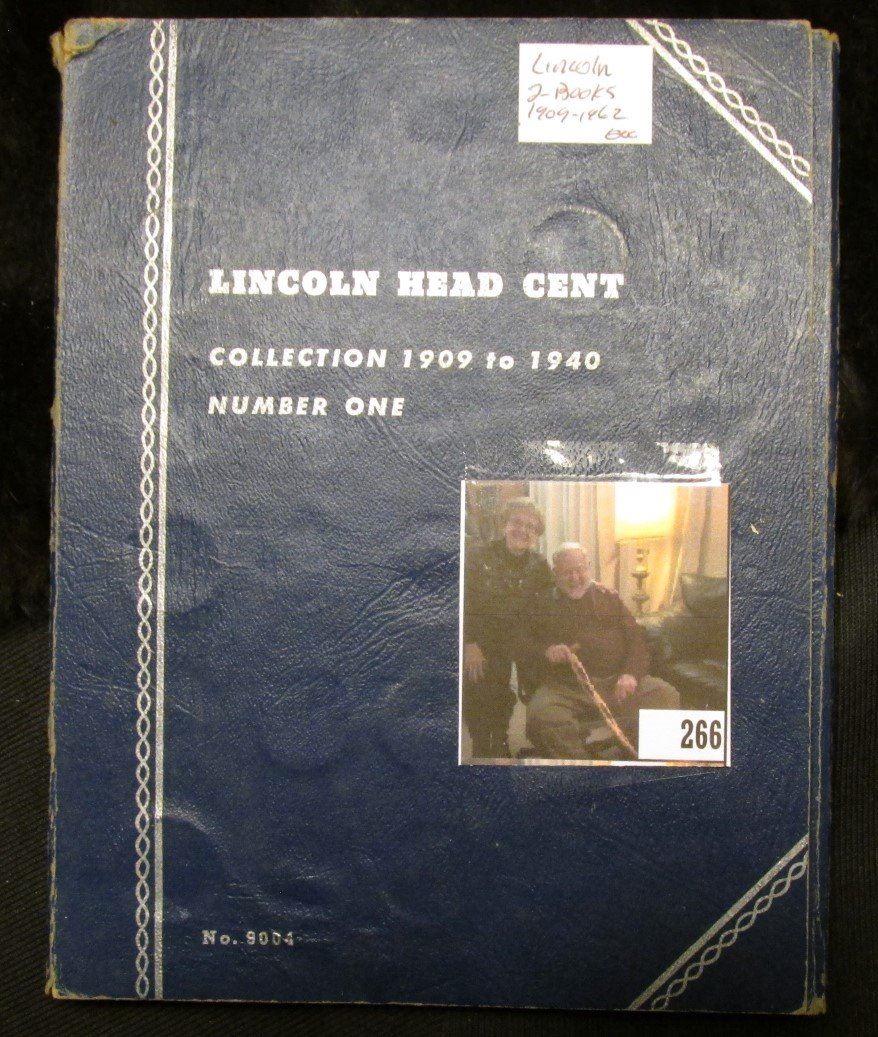 Lincoln
2-Books
1909-1962
LINCOLN HEAD CENT
COLLECTION 1909 to 1940
NUMBER ONE
266
No. 9004